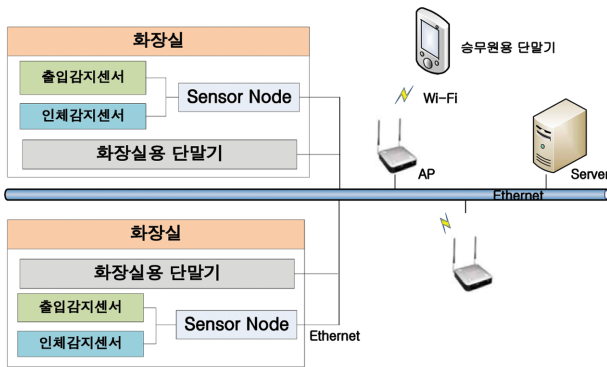 화장실
출입감지센서
인체감지센서
Sensor Node
화장실용 단말기
승무원용 단말기
Wi-Fi
AP
Server
Ethernet
화장실
화장실용 단말기
출입감지센서
인체감지센서
Sensor Node
Ethernet